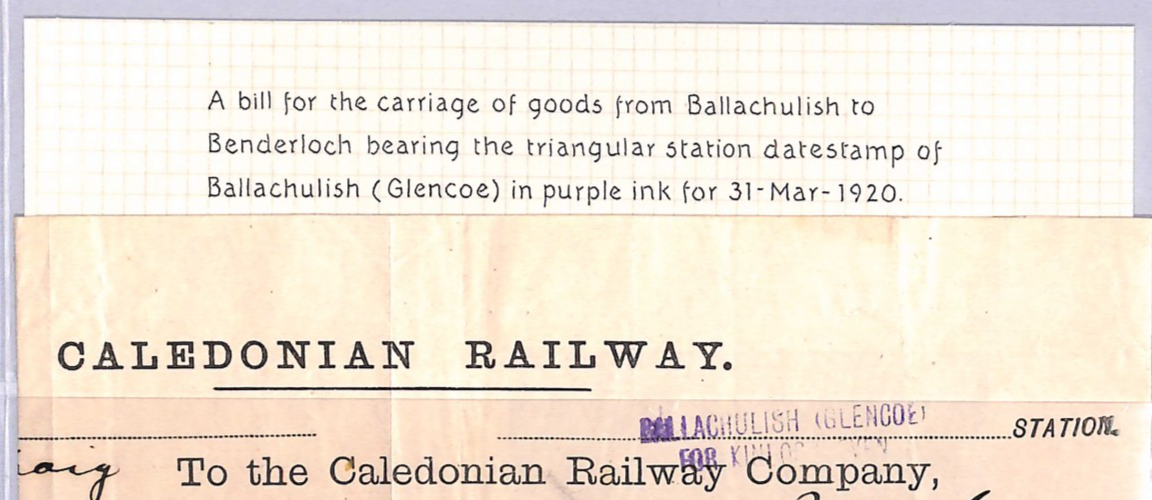 A bill for the carriage of goods from Ballachulish to
Benderloch bearing the triangular station datestamp of
Ballachulish (Glencoe) in purple ink for 31-Mar-1920.
CALEDONIAN RAILWAY.
BALLACHULISH (GLENCOE)
STATION.
FOR
To the Caledonian Railway Company,